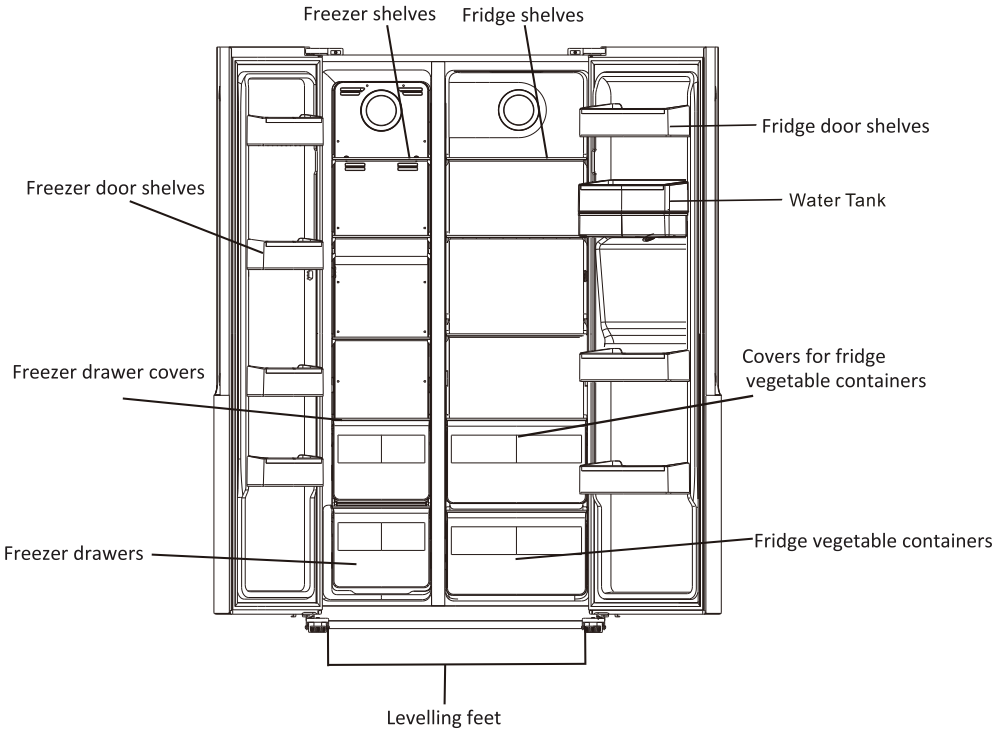 Freezer shelves
Fridge shelves
Fridge door shelves
Freezer door shelves
Water Tank
Covers for fridge
vegetable containers
Freezer drawer covers
Fridge vegetable containers
Freezer drawers
Levelling feet